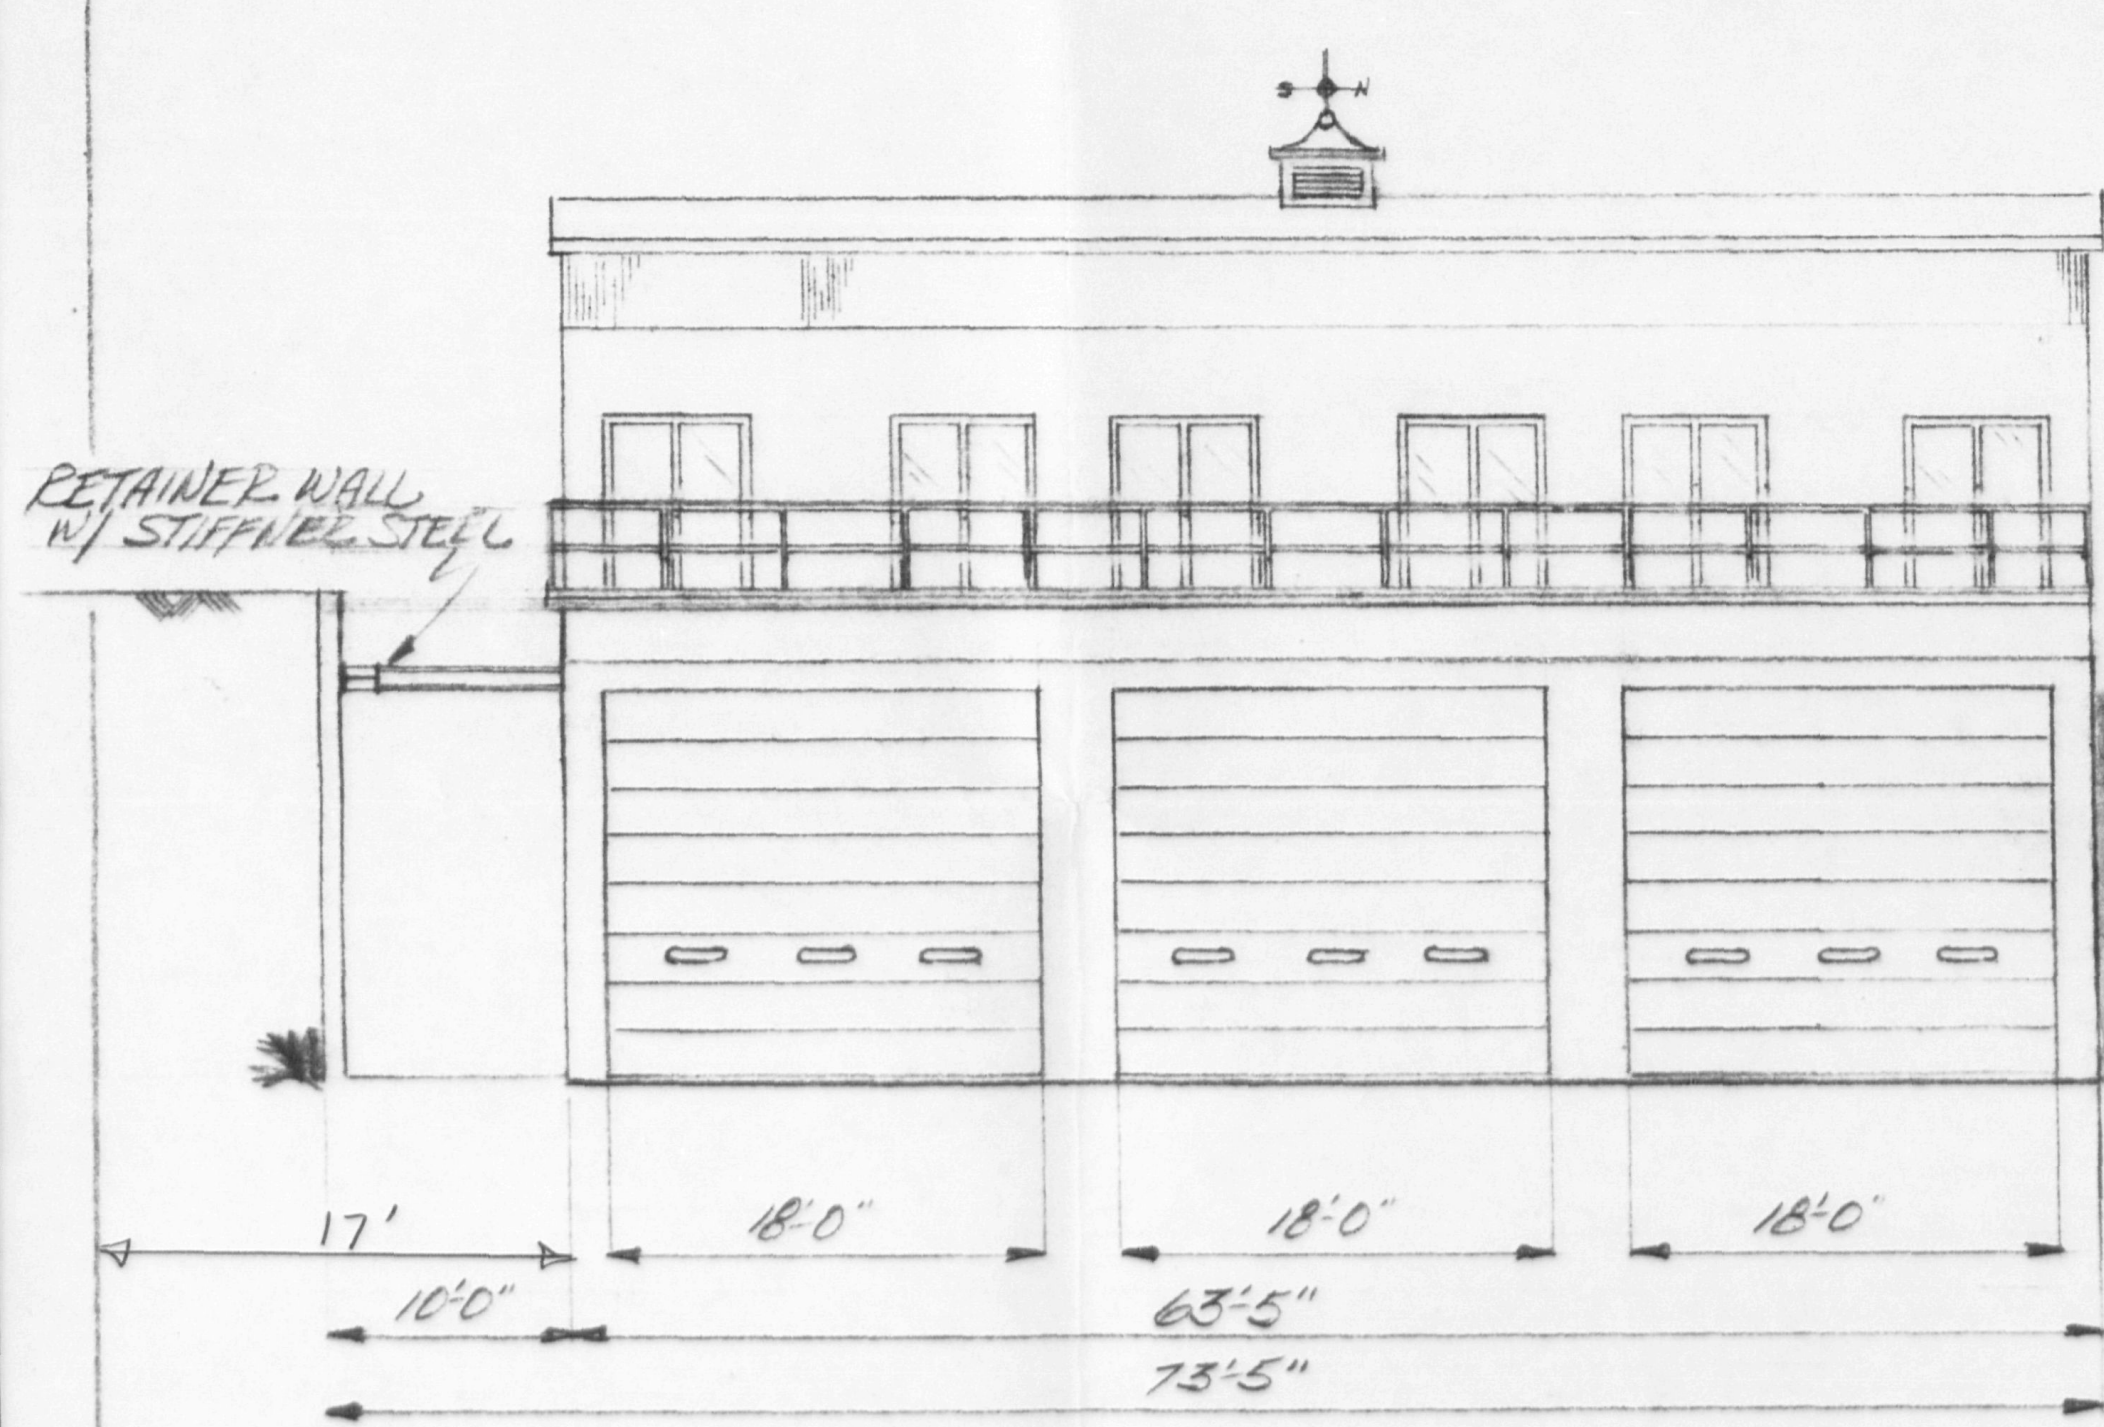 S N
RETAINER WALL
W/ STIFFNER STEEL
17'
18'-0"
18'-0"
18'-0"
10'-0"
63'-5"
73'-5"